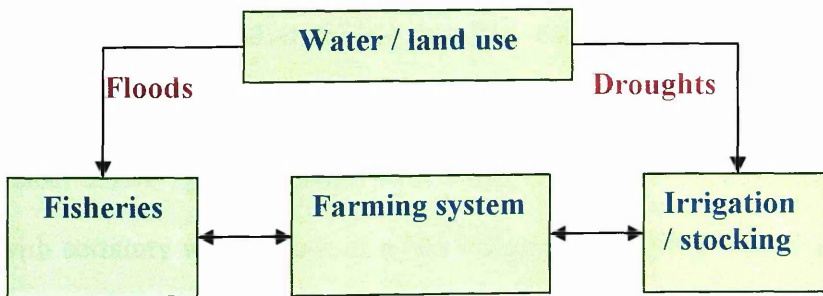 Water / land use
Floods
Droughts
Fisheries
Farming system
Irrigation
/ stocking